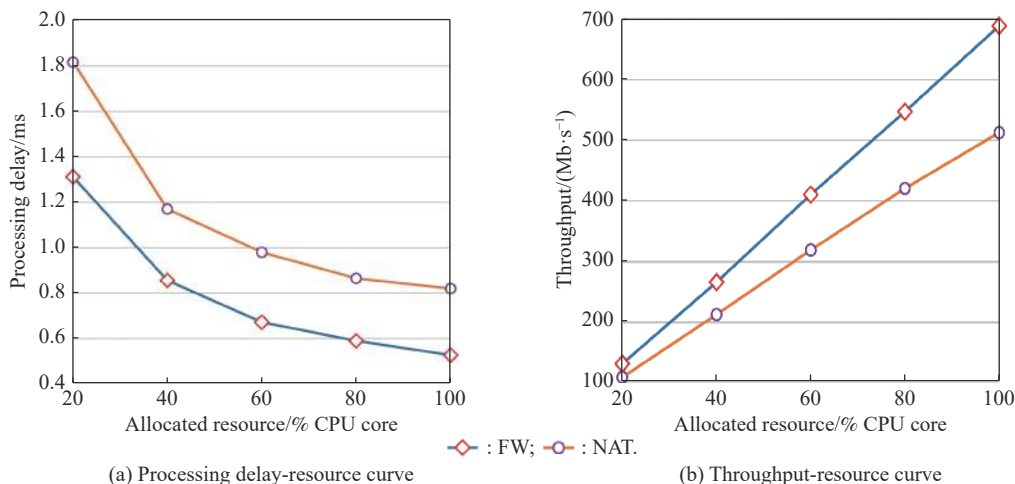 2.0
1.8
1.6
1.4
1.2
1.0
0.8
0.6
0.4
Processing delay/ms
20 40 60 80 100
Allocated resource/% CPU core
(a) Processing delay-resource curve
700
600
500
400
300
200
100
Throughput/(Mb·s⁻¹)
20 40 60 80 100
Allocated resource/% CPU core
: FW; : NAT.
(b) Throughput-resource curve